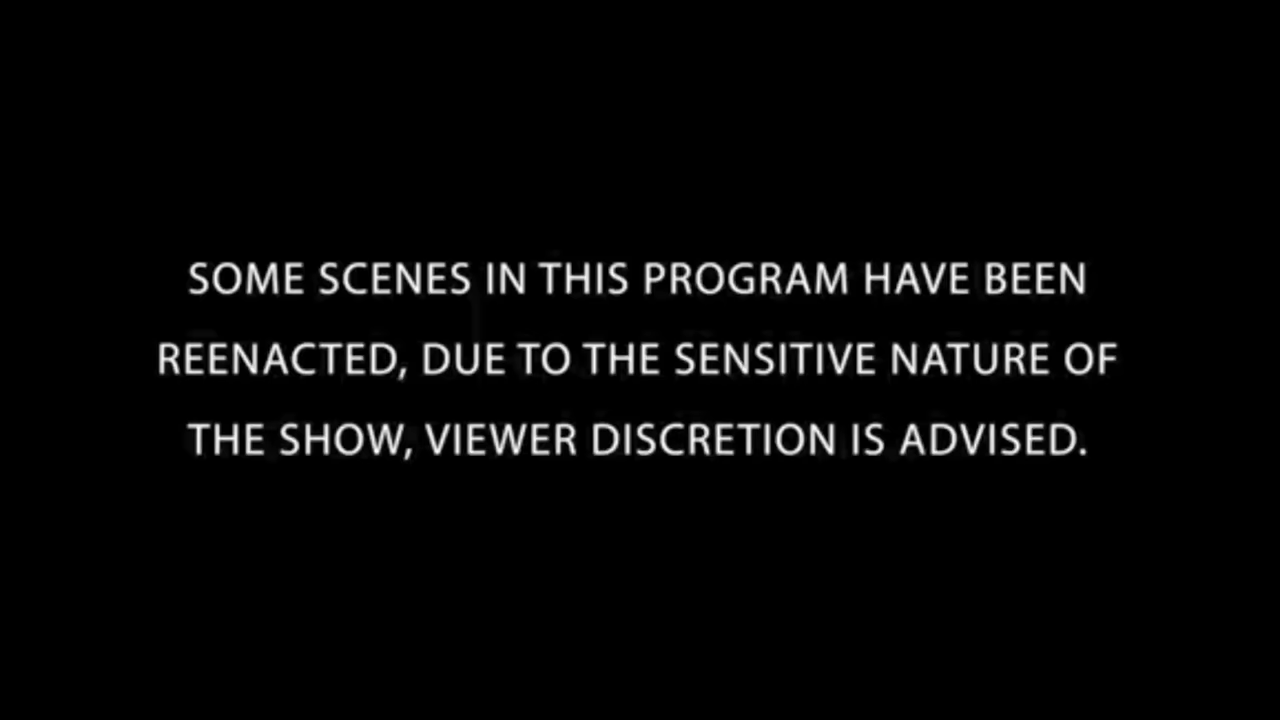 SOME SCENES IN THIS PROGRAM HAVE BEEN
REENACTED, DUE TO THE SENSITIVE NATURE OF
THE SHOW, VIEWER DISCRETION IS ADVISED.